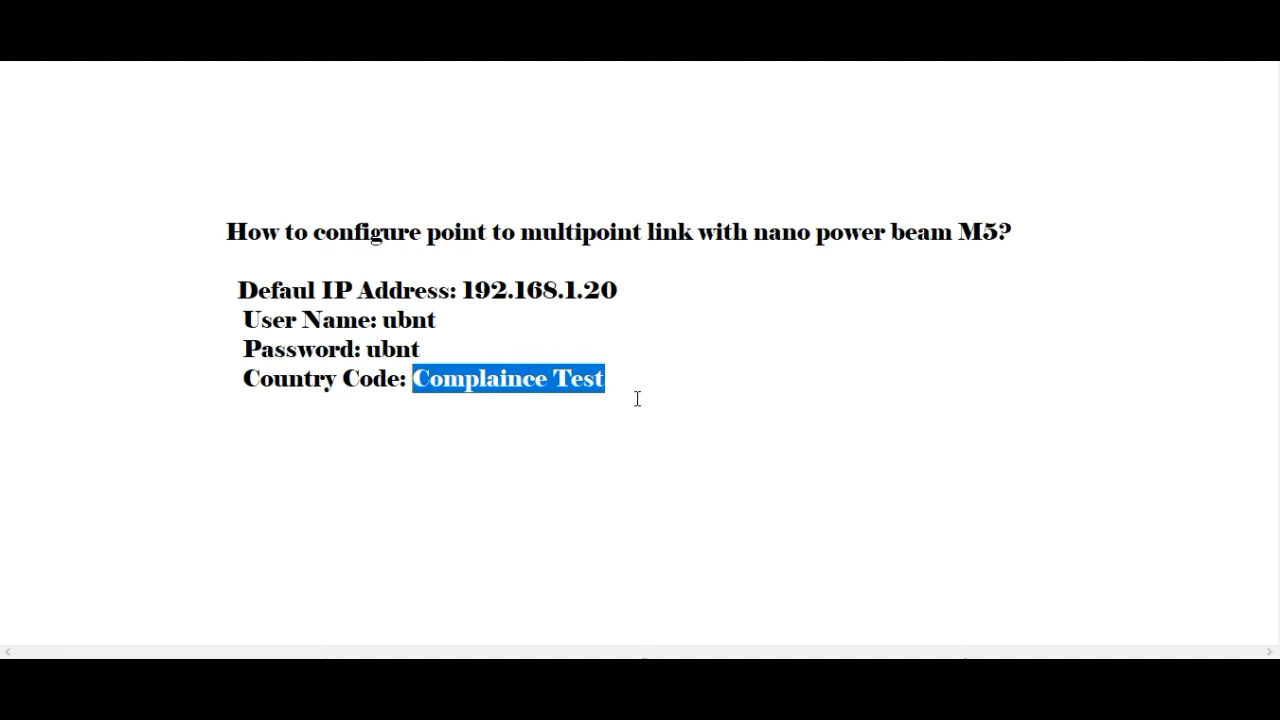 How to configure point to multipoint link with nano power beam M5?
Defaul IP Address: 192.168.1.20
User Name: ubnt
Password: ubnt
Country Code: Complaince Test